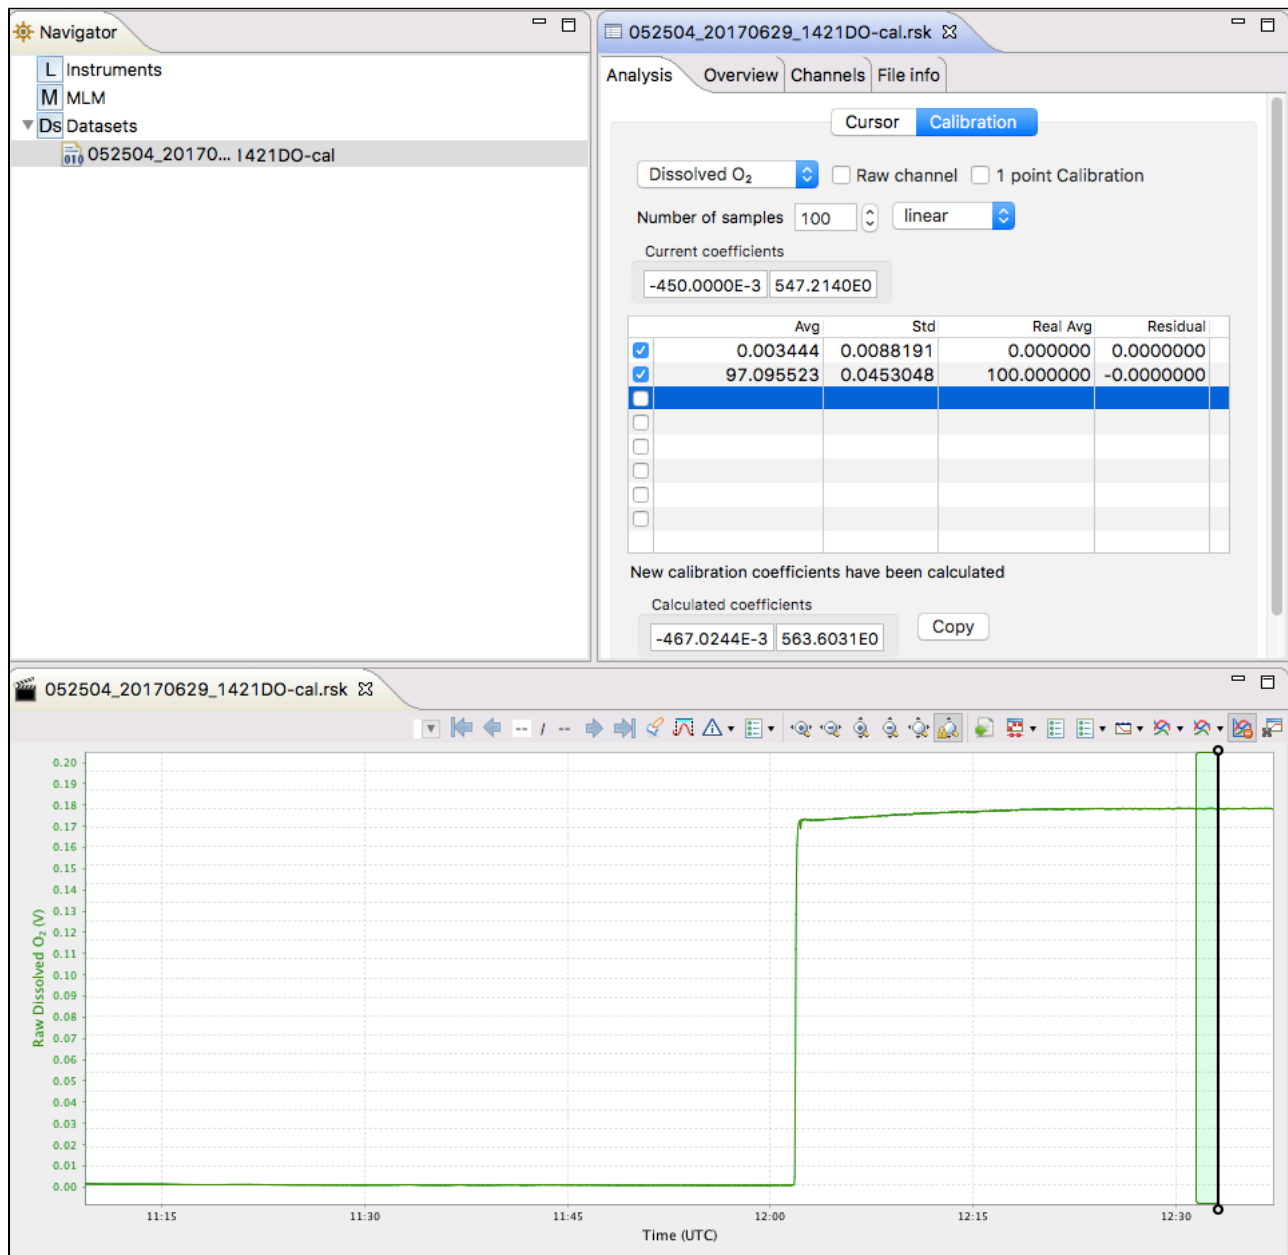 Navigator
L Instruments
M MLM
Ds Datasets
010 052504_20170... 1421DO-cal
052504_20170629_1421DO-cal.rsk
Analysis Overview Channels File info
Cursor Calibration
Dissolved O₂ Raw channel 1 point Calibration
Number of samples 100 linear
Current coefficients
-450.0000E-3 547.2140E0
Avg Std Real Avg Residual
0.003444 0.0088191 0.000000 0.0000000
97.095523 0.0453048 100.000000 -0.0000000
New calibration coefficients have been calculated
Calculated coefficients
-467.0244E-3 563.6031E0 Copy
052504_20170629_1421DO-cal.rsk
-- / --
Raw Dissolved O₂ (V)
0.20
0.19
0.18
0.17
0.16
0.15
0.14
0.13
0.12
0.11
0.10
0.09
0.08
0.07
0.06
0.05
0.04
0.03
0.02
0.01
0.00
11:15 11:30 11:45 12:00 12:15 12:30
Time (UTC)